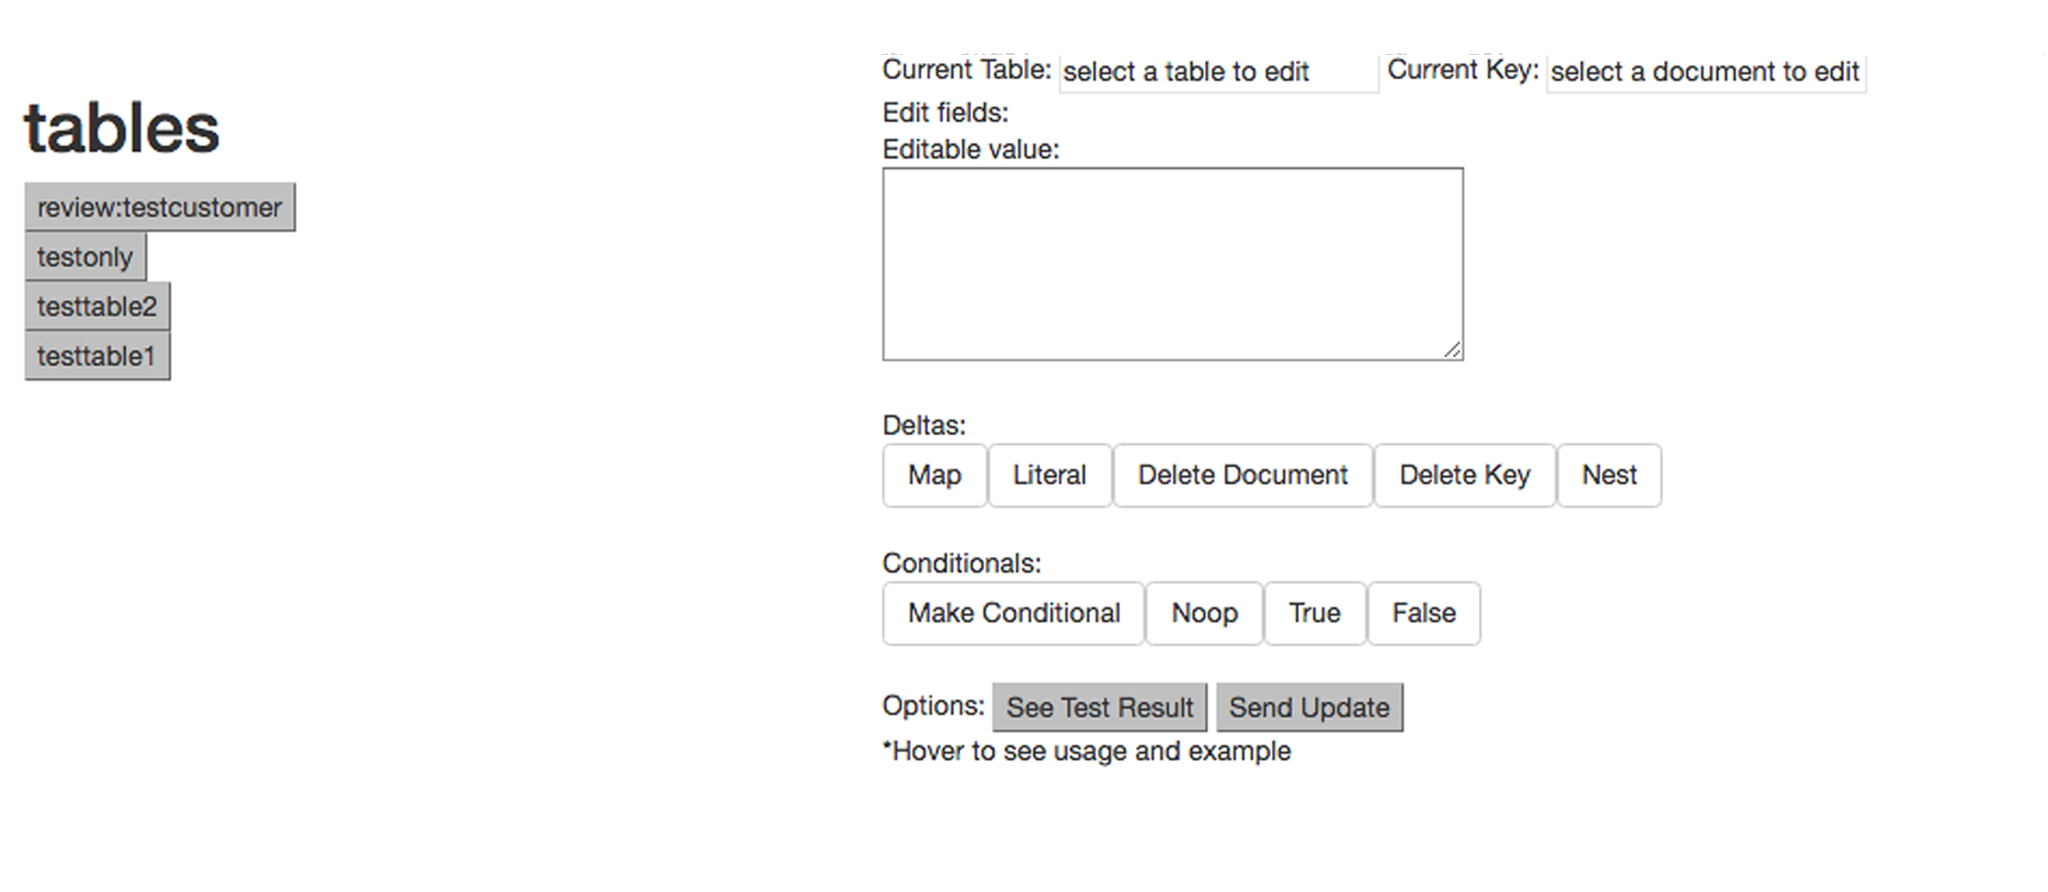 tables
review:testcustomer
testonly
testtable2
testtable1
Current Table: select a table to edit Current Key: select a document to edit
Edit fields:
Editable value:
Deltas:
Map Literal Delete Document Delete Key Nest
Conditionals:
Make Conditional Noop True False
Options: See Test Result Send Update
*Hover to see usage and example